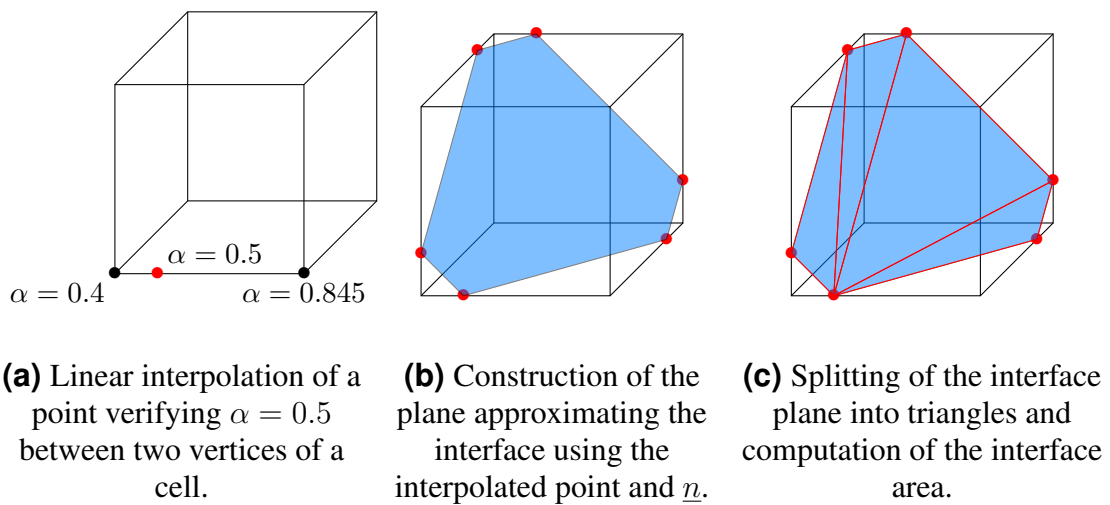 α = 0.5
α = 0.4
α = 0.845
(a) Linear interpolation of a
point verifying α = 0.5
between two vertices of a
cell.
(b) Construction of the
plane approximating the
interface using the
interpolated point and n.
(c) Splitting of the interface
plane into triangles and
computation of the interface
area.